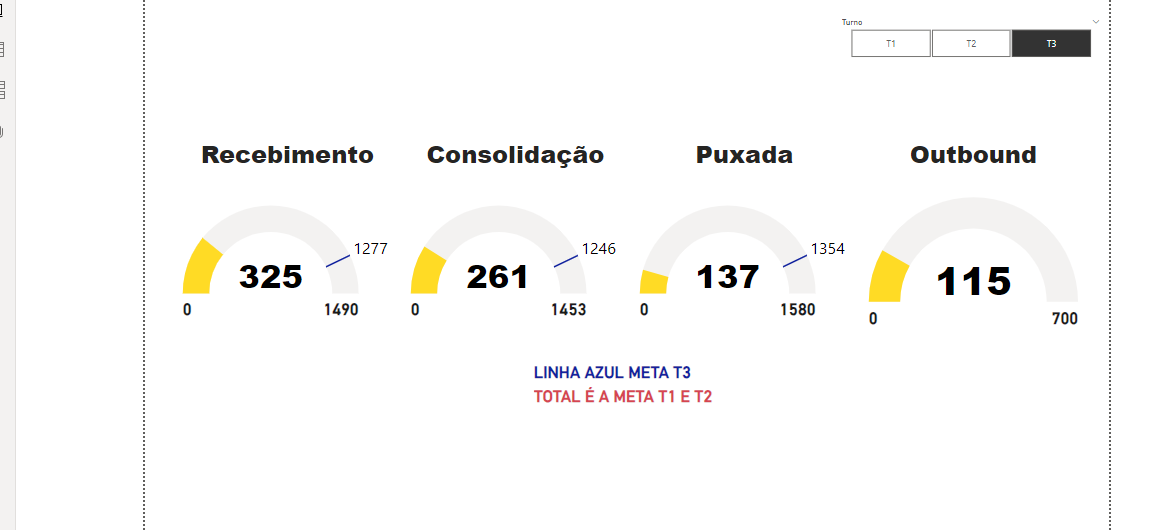 Turno
T1 T2 T3
Recebimento
Consolidação
Puxada
Outbound
325
1277
0 1490
261
1246
0 1453
137
1354
0 1580
115
0 700
LINHA AZUL META T3
TOTAL É A META T1 E T2